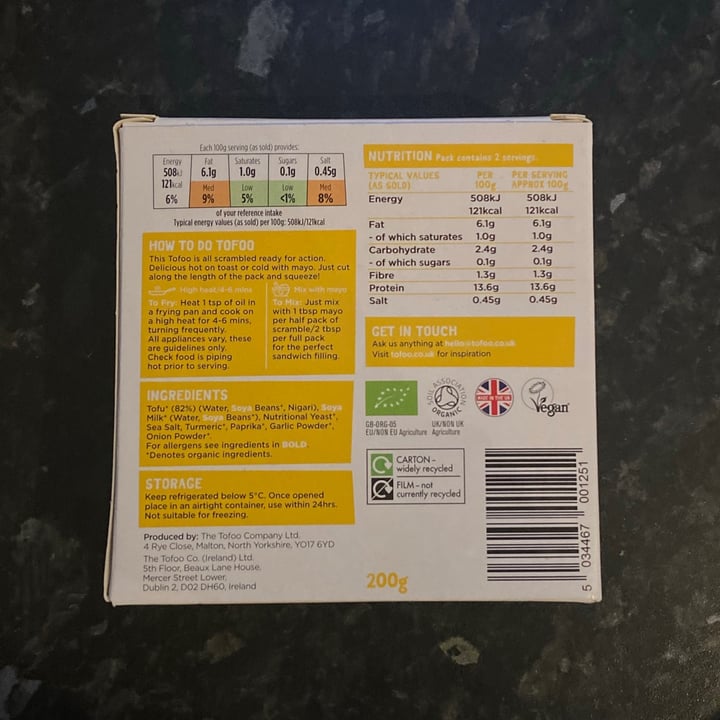 Each 100g serving (as sold) provides:
Energy Fat Saturates Sugars Salt
508kJ 6.1g 1.0g 0.1g 0.45g
121kcal Med Low Low Med
6% 9% 5% <1% 8%
of your reference intake
Typical energy values (as sold) per 100g: 508kJ/121kcal
HOW TO DO TOFOO
This Tofoo is all scrambled ready for action.
Delicious hot on toast or cold with mayo. Just cut
along the length of the pack and squeeze!
High heat/4-6 mins
To Fry: Heat 1 tsp of oil in
a frying pan and cook on
a high heat for 4-6 mins,
turning frequently.
All appliances vary, these
are guidelines only.
Check food is piping
hot prior to serving.
Mix with mayo
To Mix: Just mix
with 1 tbsp mayo
per half pack of
scramble/2 tbsp
per full pack
for the perfect
sandwich filling.
INGREDIENTS
Tofu* (82%) (Water, Soya Beans*, Nigari), Soya
Milk* (Water, Soya Beans*), Nutritional Yeast*,
Sea Salt, Turmeric*, Paprika*, Garlic Powder*,
Onion Powder*.
For allergens see ingredients in BOLD.
*Denotes organic ingredients.
STORAGE
Keep refrigerated below 5°C. Once opened
place in an airtight container, use within 24hrs.
Not suitable for freezing.
Produced by: The Tofoo Company Ltd,
4 Rye Close, Malton, North Yorkshire, YO17 6YD
The Tofoo Co. (Ireland) Ltd.
5th Floor, Beaux Lane House,
Mercer Street Lower,
Dublin 2, D02 DH60, Ireland
NUTRITION Pack contains 2 servings.
TYPICAL VALUES PER PER SERVING
(AS SOLD) 100g APPROX 100g
Energy 508kJ 508kJ
121kcal 121kcal
Fat 6.1g 6.1g
- of which saturates 1.0g 1.0g
Carbohydrate 2.4g 2.4g
- of which sugars 0.1g 0.1g
Fibre 1.3g 1.3g
Protein 13.6g 13.6g
Salt 0.45g 0.45g
GET IN TOUCH
Ask us anything at hello@tofoo.co.uk
Visit tofoo.co.uk for inspiration
SOIL ASSOCIATION
ORGANIC
MADE IN THE UK
Vegan
GB-ORG-05
EU/NON EU Agriculture
UK/NON UK
Agriculture
CARTON -
widely recycled
FILM - not
currently recycled
200g
5 034467 001251